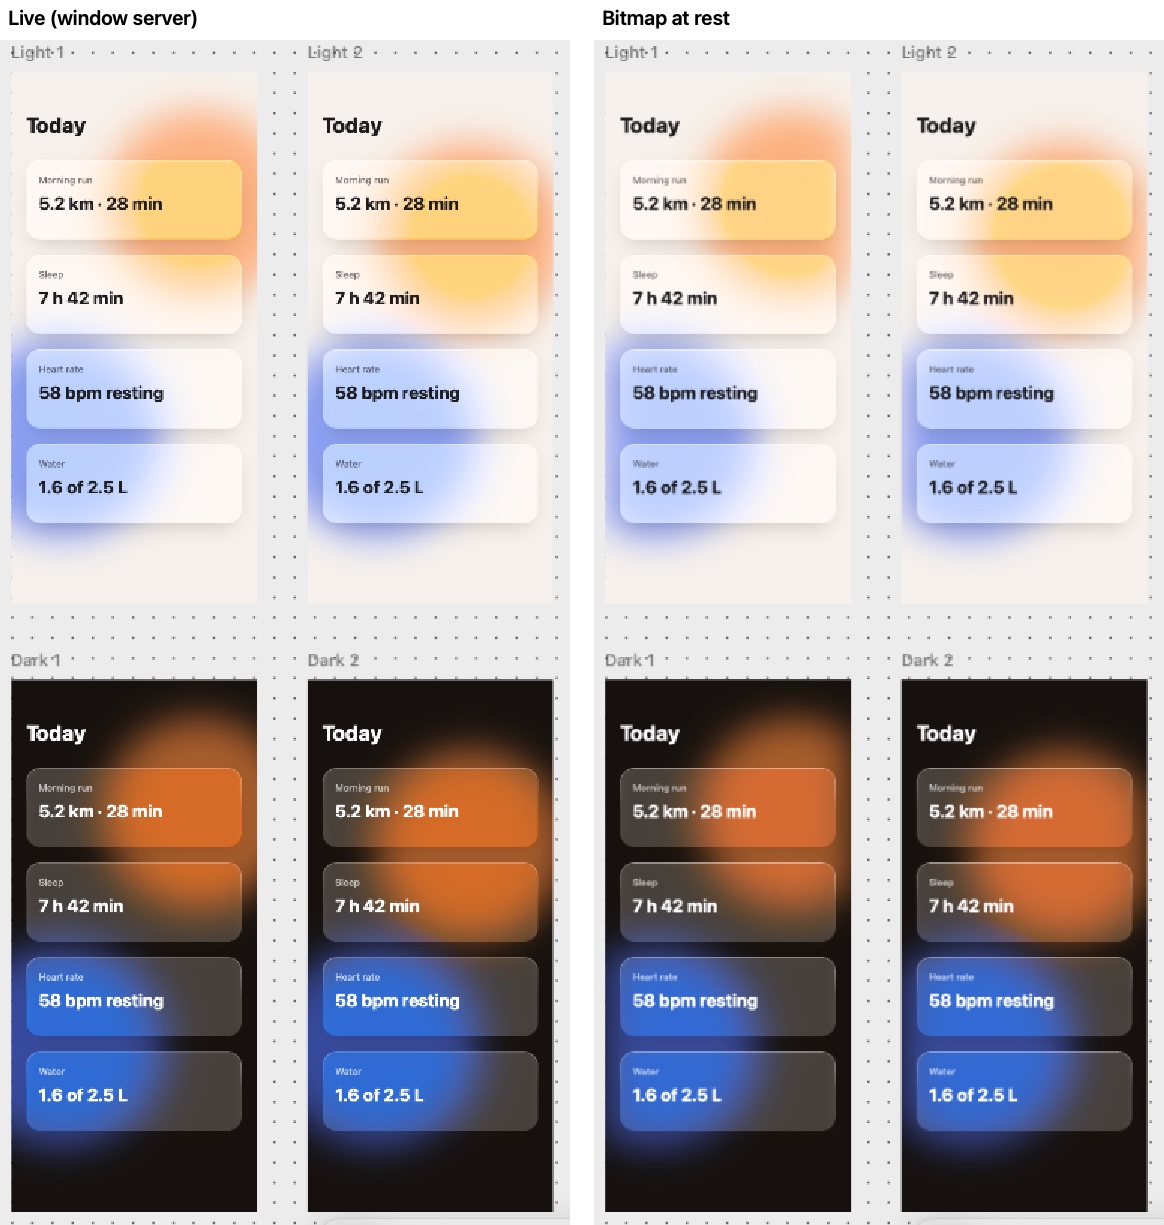 Live (window server)
Bitmap at rest
Light 1
Light 2
Light 1
Light 2
Today
Today
Today
Today
Morning run
Morning run
Morning run
Morning run
5.2 km · 28 min
5.2 km · 28 min
5.2 km · 28 min
5.2 km · 28 min
Sleep
Sleep
Sleep
Sleep
7 h 42 min
7 h 42 min
7 h 42 min
7 h 42 min
Heart rate
Heart rate
Heart rate
Heart rate
58 bpm resting
58 bpm resting
58 bpm resting
58 bpm resting
Water
Water
Water
Water
1.6 of 2.5 L
1.6 of 2.5 L
1.6 of 2.5 L
1.6 of 2.5 L
Dark 1
Dark 2
Dark 1
Dark 2
Today
Today
Today
Today
Morning run
Morning run
Morning run
Morning run
5.2 km · 28 min
5.2 km · 28 min
5.2 km · 28 min
5.2 km · 28 min
Sleep
Sleep
Sleep
Sleep
7 h 42 min
7 h 42 min
7 h 42 min
7 h 42 min
Heart rate
Heart rate
Heart rate
Heart rate
58 bpm resting
58 bpm resting
58 bpm resting
58 bpm resting
Water
Water
Water
Water
1.6 of 2.5 L
1.6 of 2.5 L
1.6 of 2.5 L
1.6 of 2.5 L